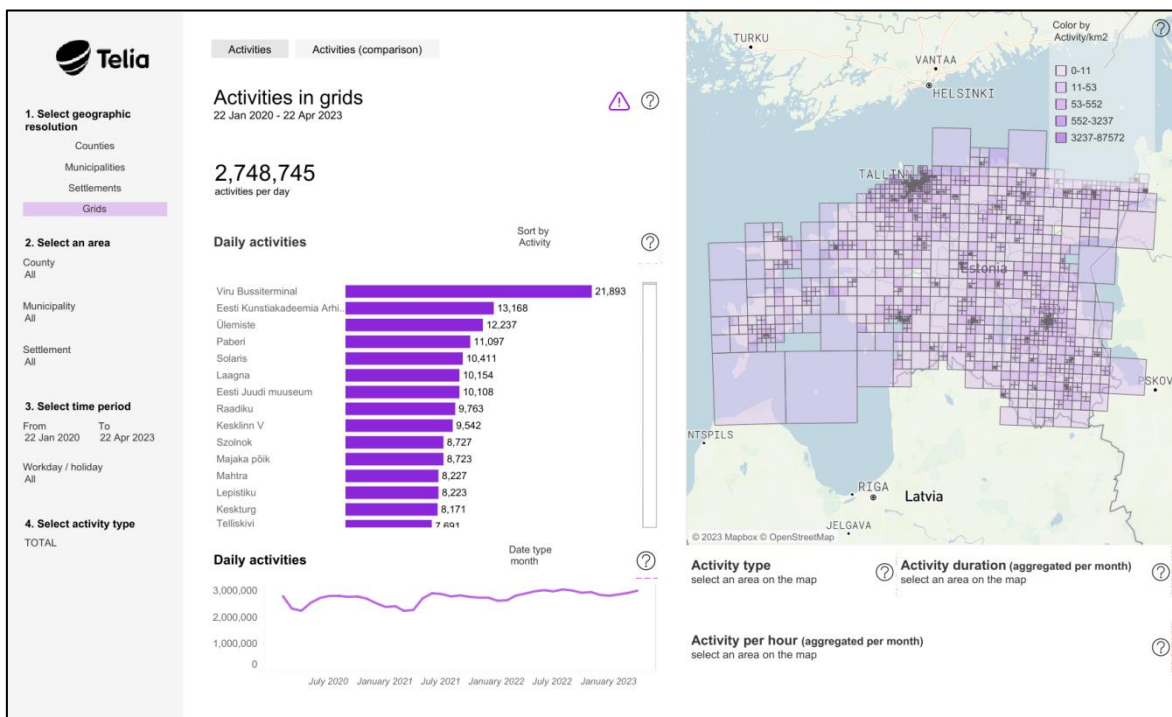 Telia
1. Select geographic
resolution
Counties
Municipalities
Settlements
Grids
2. Select an area
County
All
Municipality
All
Settlement
All
3. Select time period
From To
22 Jan 2020 22 Apr 2023
Workday / holiday
All
4. Select activity type
TOTAL
Activities Activities (comparison)
Activities in grids
22 Jan 2020 - 22 Apr 2023
?
2,748,745
activities per day
Daily activities
Sort by
Activity
?
Viru Bussiterminal 21,893
Eesti Kunstiakadeemia Arhi.. 13,168
Ülemiste 12,237
Paberi 11,097
Solaris 10,411
Laagna 10,154
Eesti Juudi muuseum 10,108
Raadiku 9,763
Kesklinn V 9,542
Szolnok 8,727
Majaka põik 8,723
Mahtra 8,227
Lepistiku 8,223
Keskturg 8,171
Telliskivi 7,691
Daily activities
Date type
month
?
3,000,000
2,000,000
1,000,000
0
July 2020 January 2021 July 2021 January 2022 July 2022 January 2023
Color by
Activity/km2
?
0-11
11-53
53-552
552-3237
3237-87572
TURKU
VANTAA
HELSINKI
TALLINN
Estonia
PSKOV
NTSPILS
RIGA
Latvia
JELGAVA
© 2023 Mapbox © OpenStreetMap
Activity type
select an area on the map
?
Activity duration (aggregated per month)
select an area on the map
?
Activity per hour (aggregated per month)
select an area on the map
?